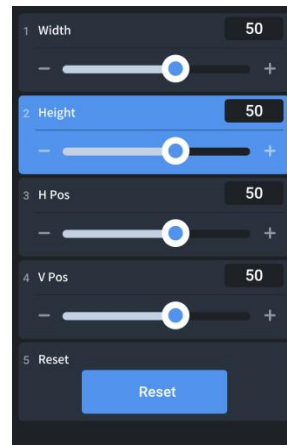 1 Width 50
− +
2 Height 50
− +
3 H Pos 50
− +
4 V Pos 50
− +
5 Reset
Reset